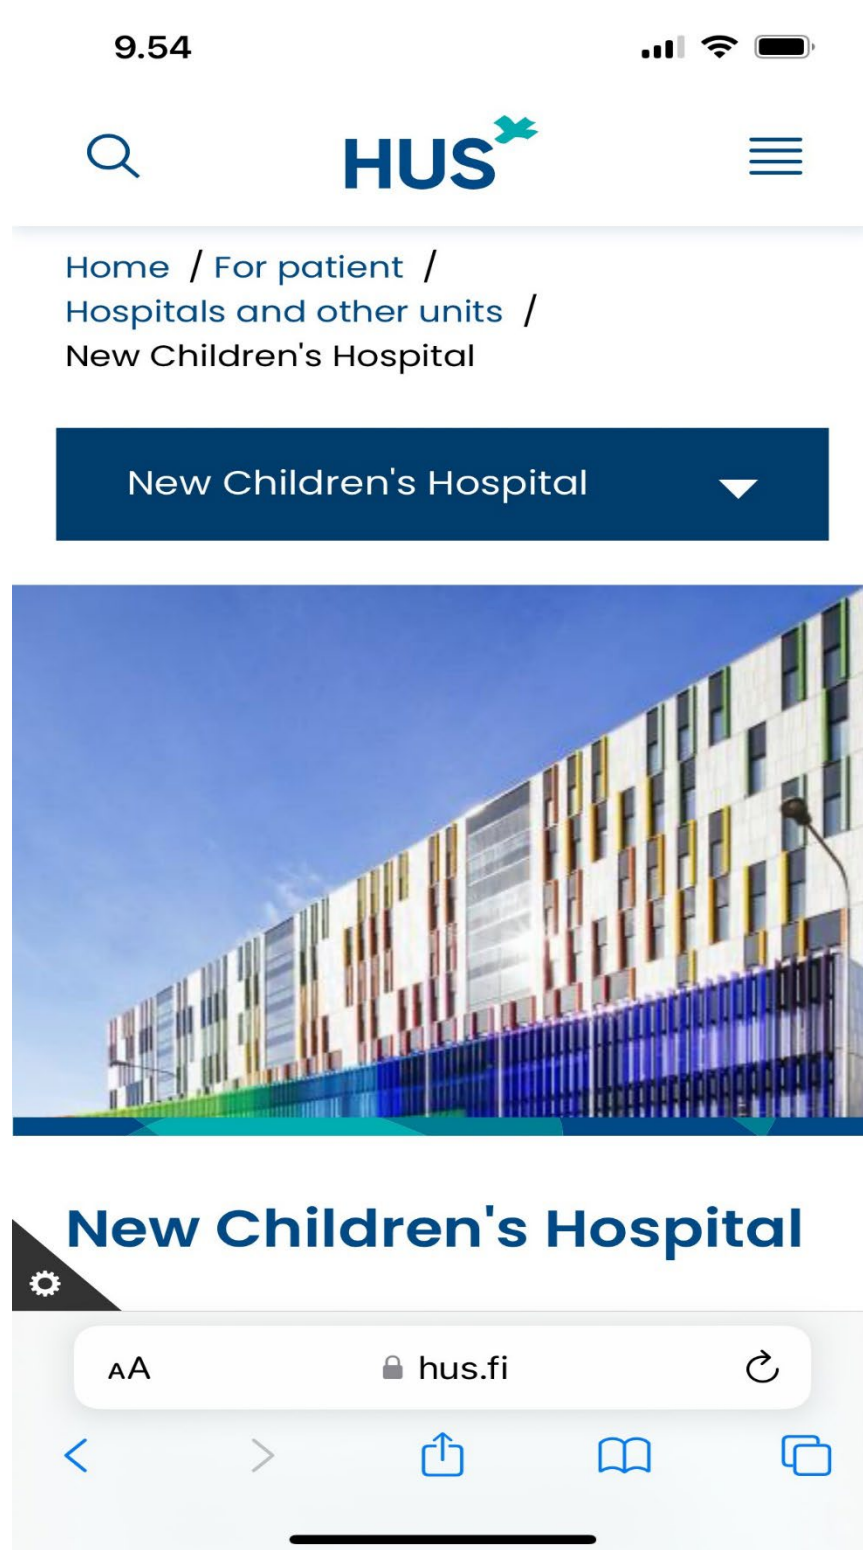 9.54
HUS
Home / For patient /
Hospitals and other units /
New Children's Hospital
New Children's Hospital
New Children's Hospital
AA hus.fi